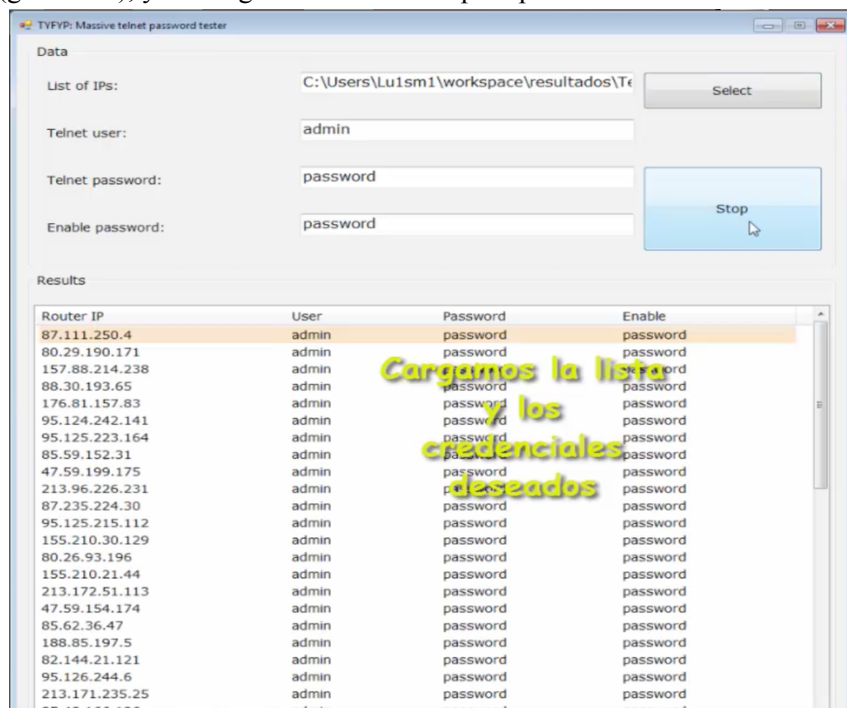 TYFYP: Massive telnet password tester
Data
List of IPs: C:\Users\Lu1sm1\workspace\resultados\Te Select
Telnet user: admin
Telnet password: password
Stop
Enable password: password
Results
Router IP User Password Enable
87.111.250.4 admin password password
80.29.190.171 admin password password
157.88.214.238 admin password password
88.30.193.65 admin password password
176.81.157.83 admin password password
95.124.242.141 admin password password
95.125.223.164 admin password password
85.59.152.31 admin password password
47.59.199.175 admin password password
213.96.226.231 admin password password
87.235.224.30 admin password password
95.125.215.112 admin password password
155.210.30.129 admin password password
80.26.93.196 admin password password
155.210.21.44 admin password password
213.172.51.113 admin password password
47.59.154.174 admin password password
85.62.36.47 admin password password
188.85.197.5 admin password password
82.144.21.121 admin password password
95.126.244.6 admin password password
213.171.235.25 admin password password
Cargamos la lista
y los
credenciales
deseados